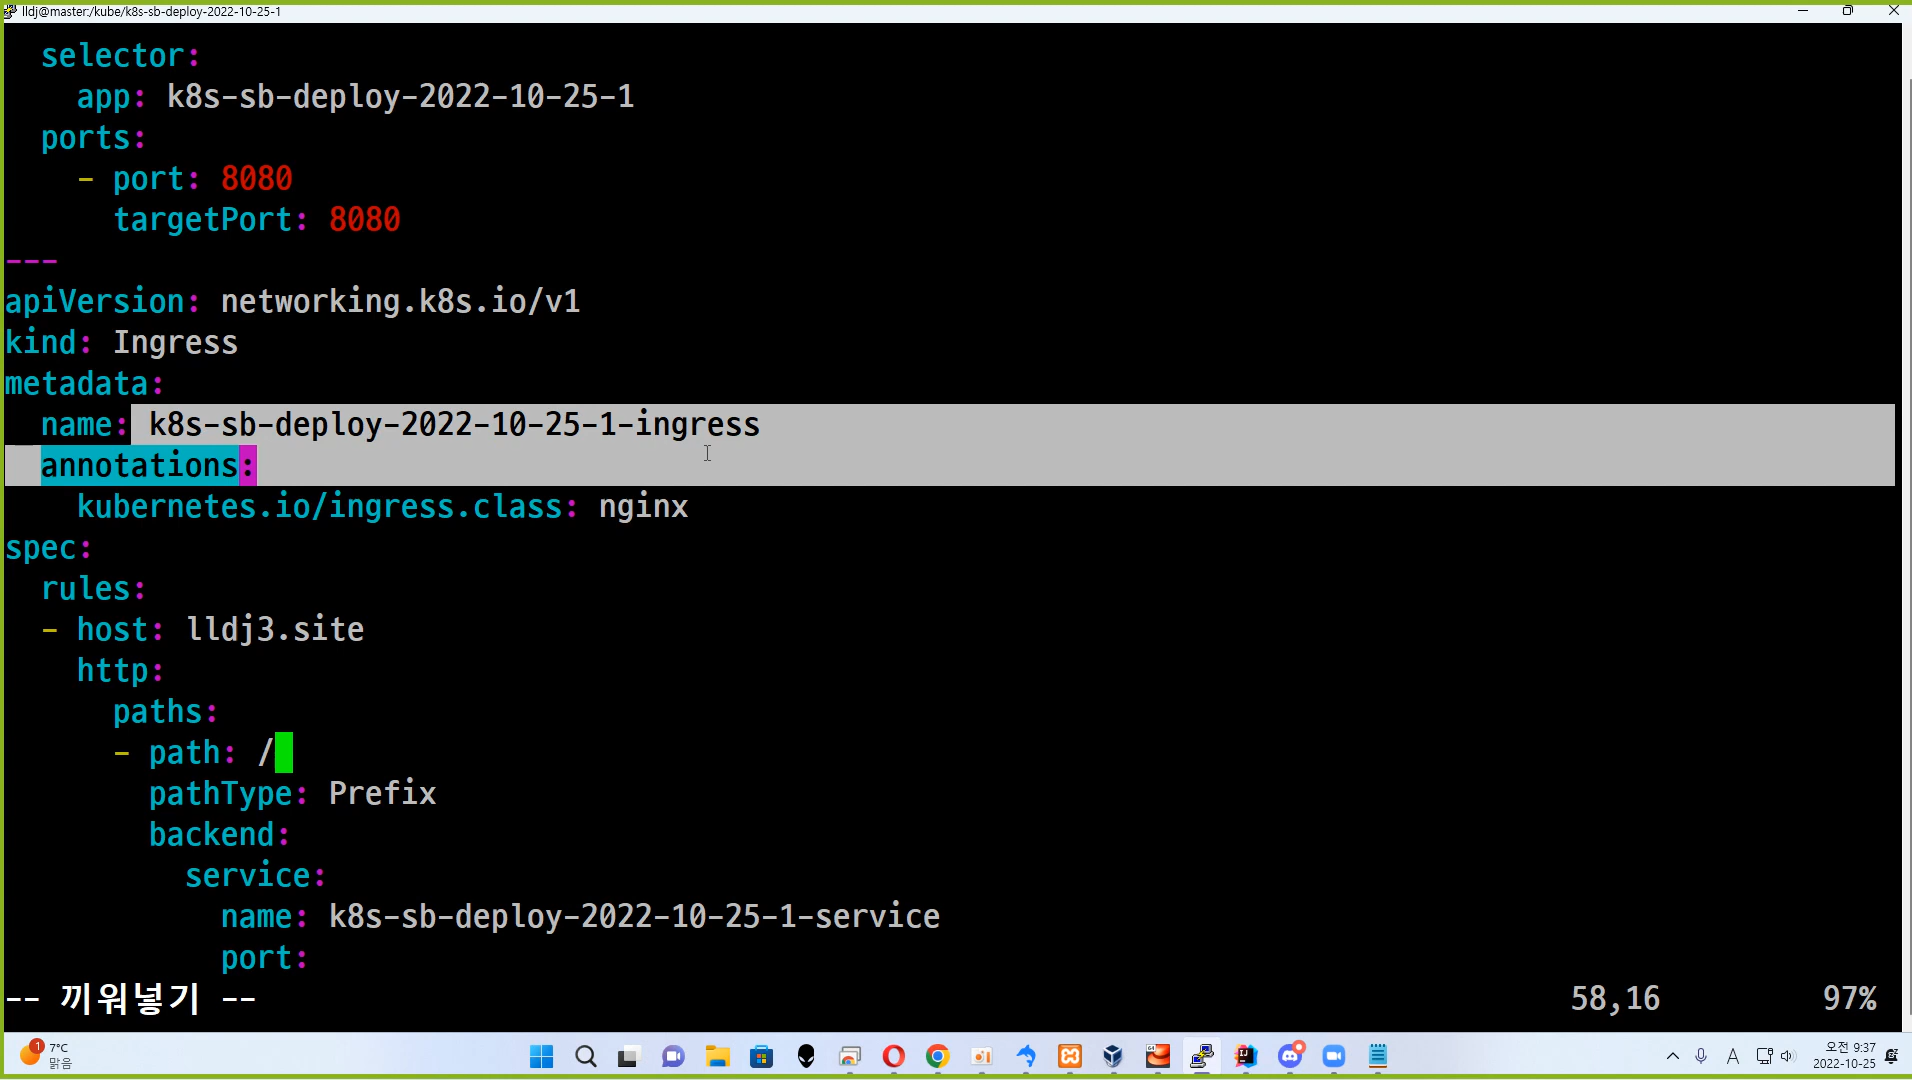 lldj@master:/kube/k8s-sb-deploy-2022-10-25-1
selector:
app: k8s-sb-deploy-2022-10-25-1
ports:
- port: 8080
targetPort: 8080
---
apiVersion: networking.k8s.io/v1
kind: Ingress
metadata:
name: k8s-sb-deploy-2022-10-25-1-ingress
annotations:
kubernetes.io/ingress.class: nginx
spec:
rules:
- host: lldj3.site
http:
paths:
- path: /
pathType: Prefix
backend:
service:
name: k8s-sb-deploy-2022-10-25-1-service
port:
-- 끼워넣기 -- 58,16 97%
1 7°C
맑음
A
오전 9:37
2022-10-25